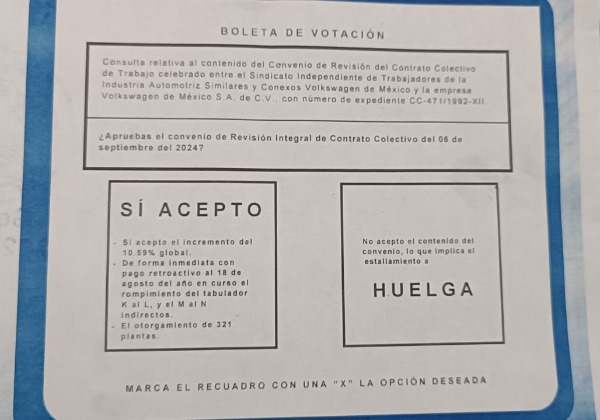 BOLETA DE VOTACIÓN
Consulta relativa al contenido del Convenio de Revisión del Contrato Colectivo
de Trabajo celebrado entre el Sindicato Independiente de Trabajadores de la
Industria Automotriz Similares y Conexos Volkswagen de México y la empresa
Volkswagen de México S.A. de C.V., con número de expediente CC-471/1992-XII.
¿Apruebas el convenio de Revisión Integral de Contrato Colectivo del 06 de
septiembre del 2024?
SÍ ACEPTO
- Si acepto el incremento del
10.59% global.
- De forma inmediata con
pago retroactivo al 18 de
agosto del año en curso el
rompimiento del tabulador
K al L, y el M al N
indirectos.
- El otorgamiento de 321
plantas.
No acepto el contenido del
convenio, lo que implica el
estallamiento a
HUELGA
MARCA EL RECUADRO CON UNA "X" LA OPCIÓN DESEADA